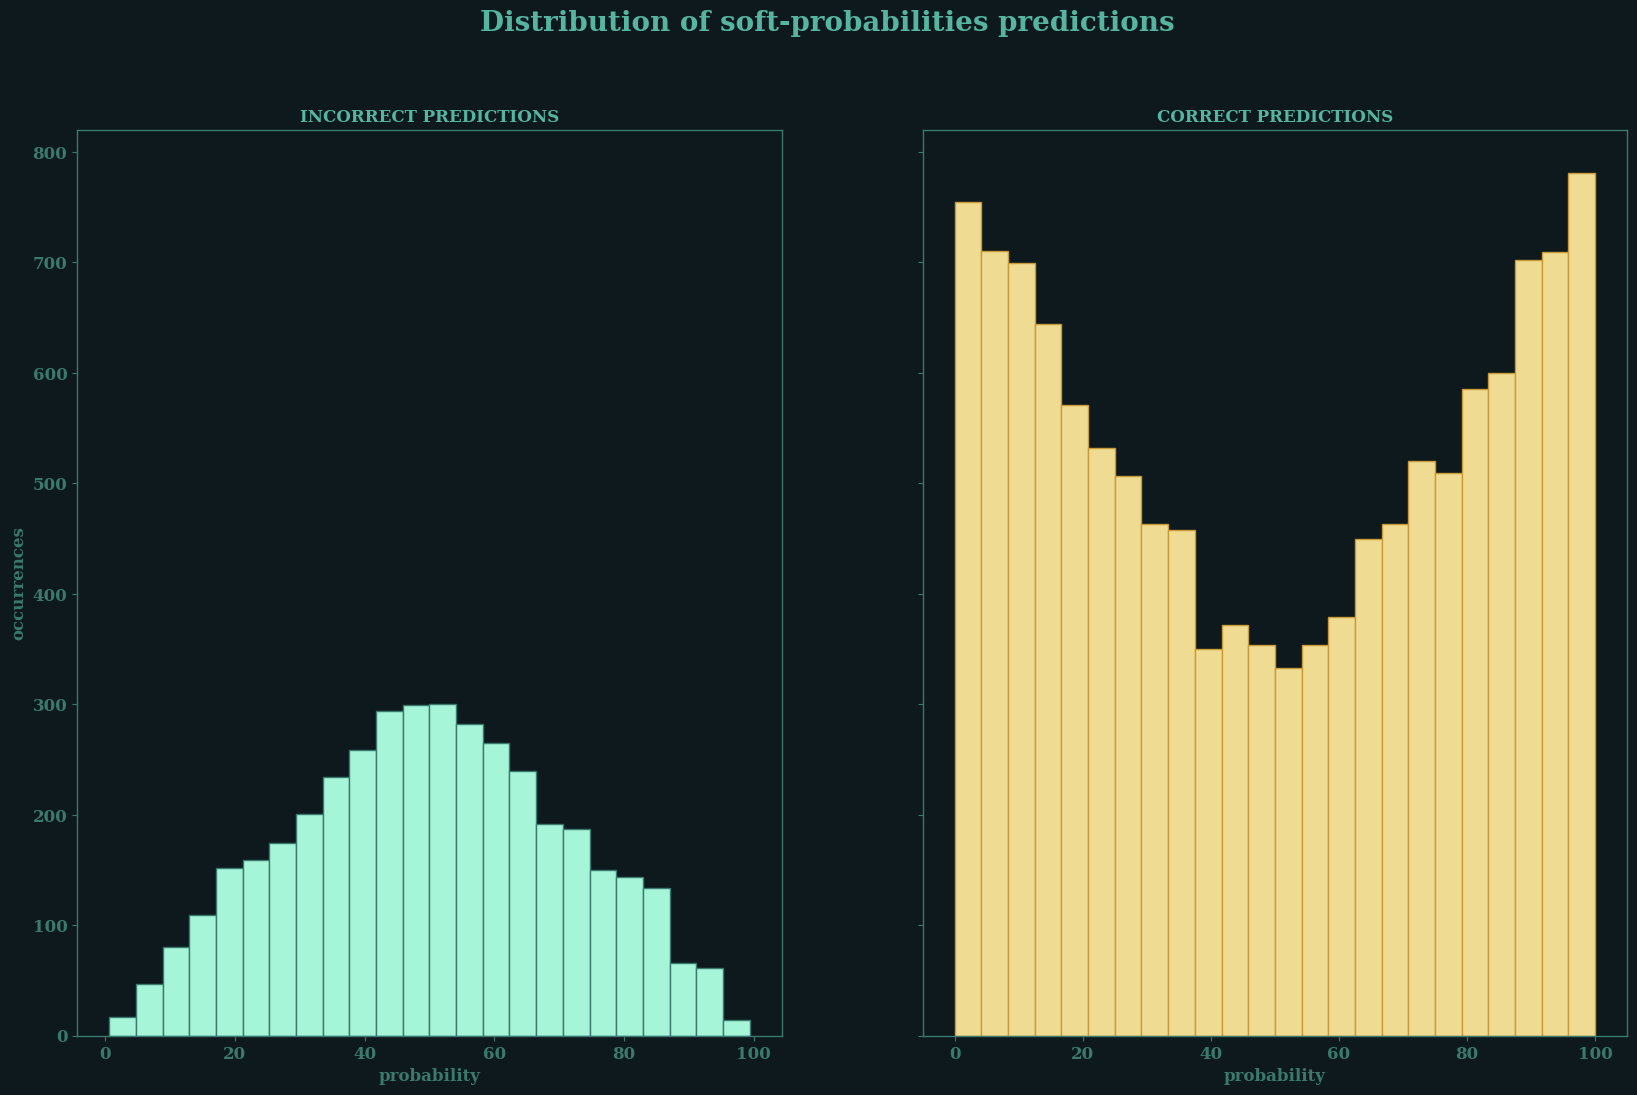 Distribution of soft-probabilities predictions
INCORRECT PREDICTIONS
800
700
600
500
400
300
200
100
0
occurrences
0 20 40 60 80 100
probability
CORRECT PREDICTIONS
0 20 40 60 80 100
probability